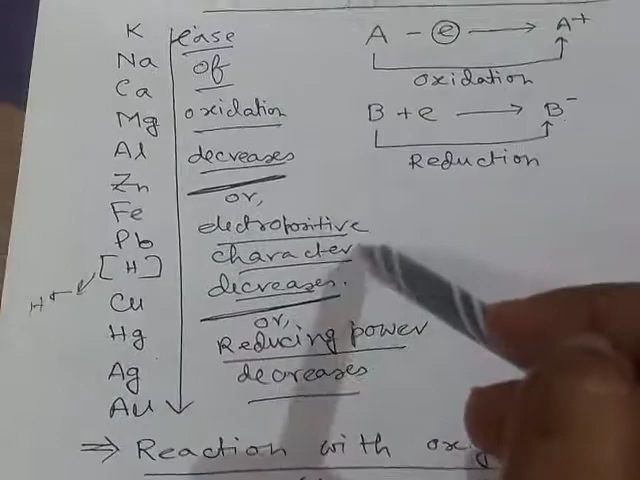 K
Na
Ca
Mg
Al
Zn
Fe
Pb
[H]
H+
Cu
Hg
Ag
Au
ease
of
oxidation
decreases
or,
electropositive
character
decreases.
or,
Reducing power
decreases
A - e → A+
oxidation
B + e → B-
Reduction
⇒ Reaction with